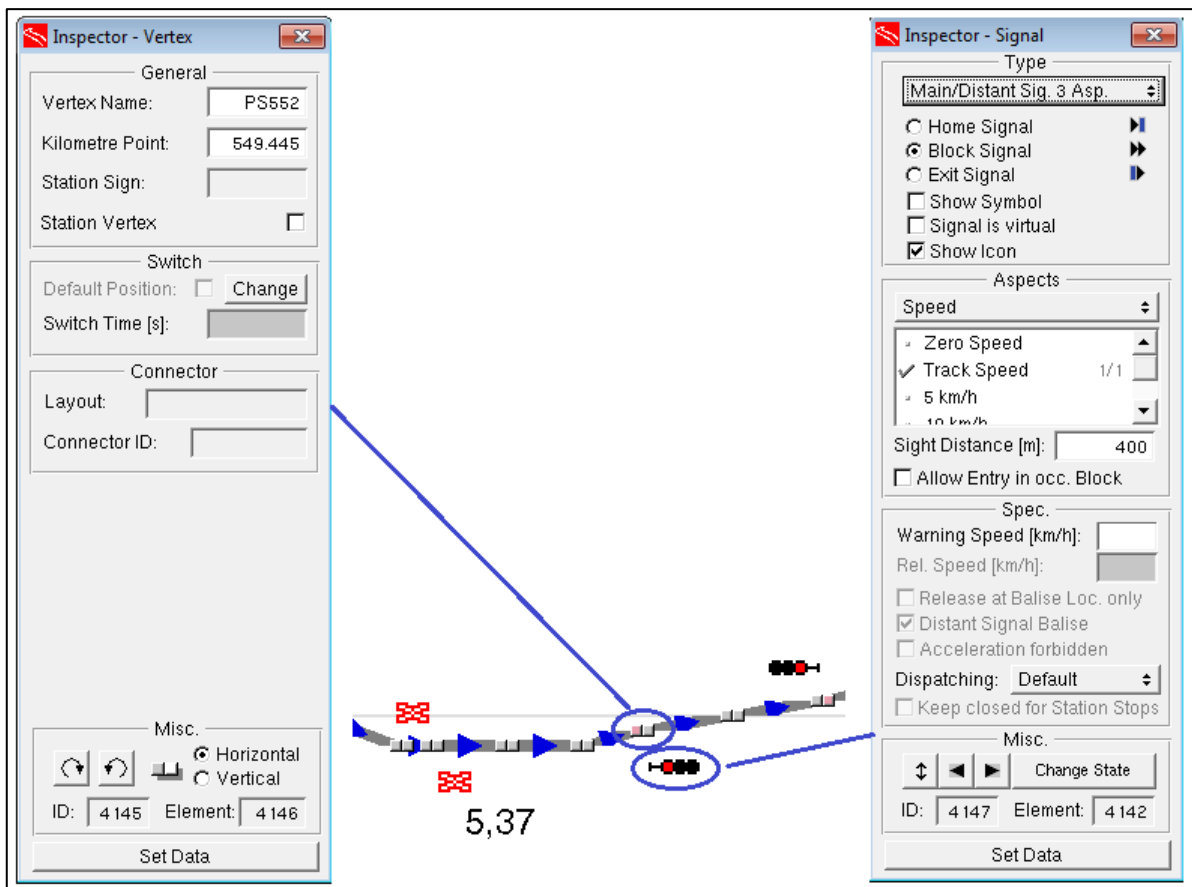 Inspector - Vertex
General
Vertex Name: PS552
Kilometre Point: 549.445
Station Sign:
Station Vertex
Switch
Default Position: Change
Switch Time [s]:
Connector
Layout:
Connector ID:
Misc.
Horizontal
Vertical
ID: 4145 Element: 4146
Set Data
5,37
Inspector - Signal
Type
Main/Distant Sig. 3 Asp.
Home Signal
Block Signal
Exit Signal
Show Symbol
Signal is virtual
Show Icon
Aspects
Speed
Zero Speed
Track Speed 1/1
5 km/h
10 km/h
Sight Distance [m]: 400
Allow Entry in occ. Block
Spec.
Warning Speed [km/h]:
Rel. Speed [km/h]:
Release at Balise Loc. only
Distant Signal Balise
Acceleration forbidden
Dispatching: Default
Keep closed for Station Stops
Misc.
Change State
ID: 4147 Element: 4142
Set Data